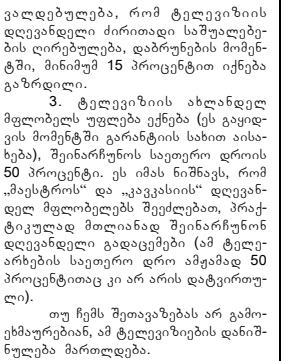 ვალდებულება, რომ ტელევიზიის
დღევანდელი ძირითადი საშუალებე-
ბის ღირებულება, დაბრუნების მომენ-
ტში, მინიმუმ 15 პროცენტით იქნება
გაზრდილი.
3. ტელევიზიის ახლანდელ
მფლობელს უფლება ექნება (ეს გაყიდ-
ვის მომენტში გარანტიის სახით აისა-
ხება), შეინარჩუნოს საეთერო დროის
50 პროცენტი. ეს იმას ნიშნავს, რომ
„მაესტროს“ და „კავკასიის“ დღევან-
დელ მფლობელებს შეეძლებათ, პრაქ-
ტიკულად მთლიანად შეინარჩუნონ
დღევანდელი გადაცემები (ამ ტელე-
არხების საეთერო დრო ამჟამად 50
პროცენტითაც კი არ არის დატვირთუ-
ლი).
თუ ჩემს შეთავაზებას არ გამო-
ეხმაურებიან, ამ ტელევიზიების დანიშ-
ნულება მართლდება.